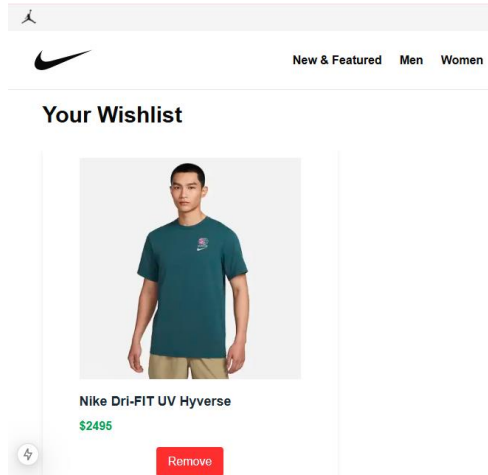 New & Featured Men Women
Your Wishlist
Nike Dri-FIT UV Hyverse
$2495
Remove